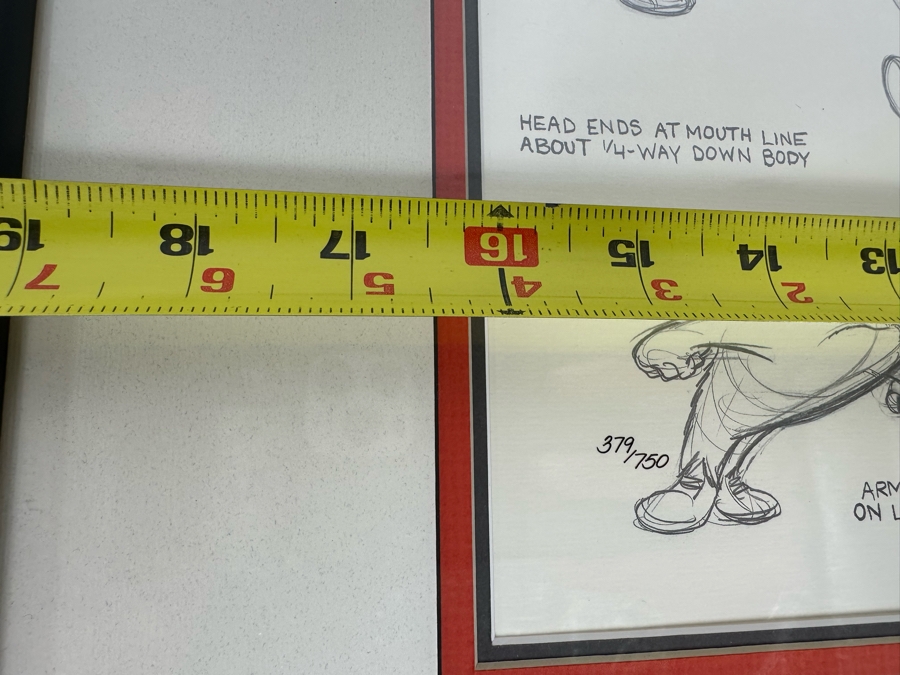 HEAD ENDS AT MOUTH LINE
ABOUT 1/4-WAY DOWN BODY
19 18 17 16 15 14 13
7 6 5 4 3 2
379/750
ARM
ON L